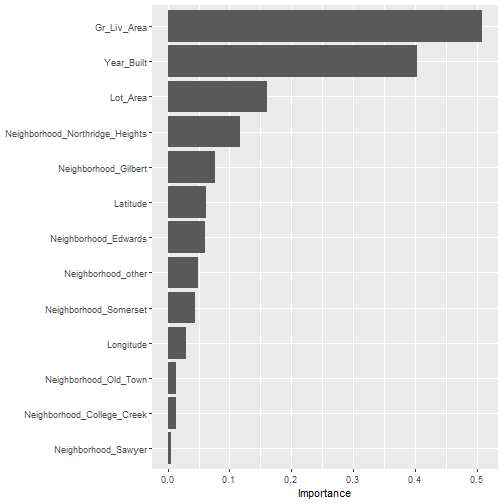 Gr_Liv_Area
Year_Built
Lot_Area
Neighborhood_Northridge_Heights
Neighborhood_Gilbert
Latitude
Neighborhood_Edwards
Neighborhood_other
Neighborhood_Somerset
Longitude
Neighborhood_Old_Town
Neighborhood_College_Creek
Neighborhood_Sawyer
0.0 0.1 0.2 0.3 0.4 0.5
Importance